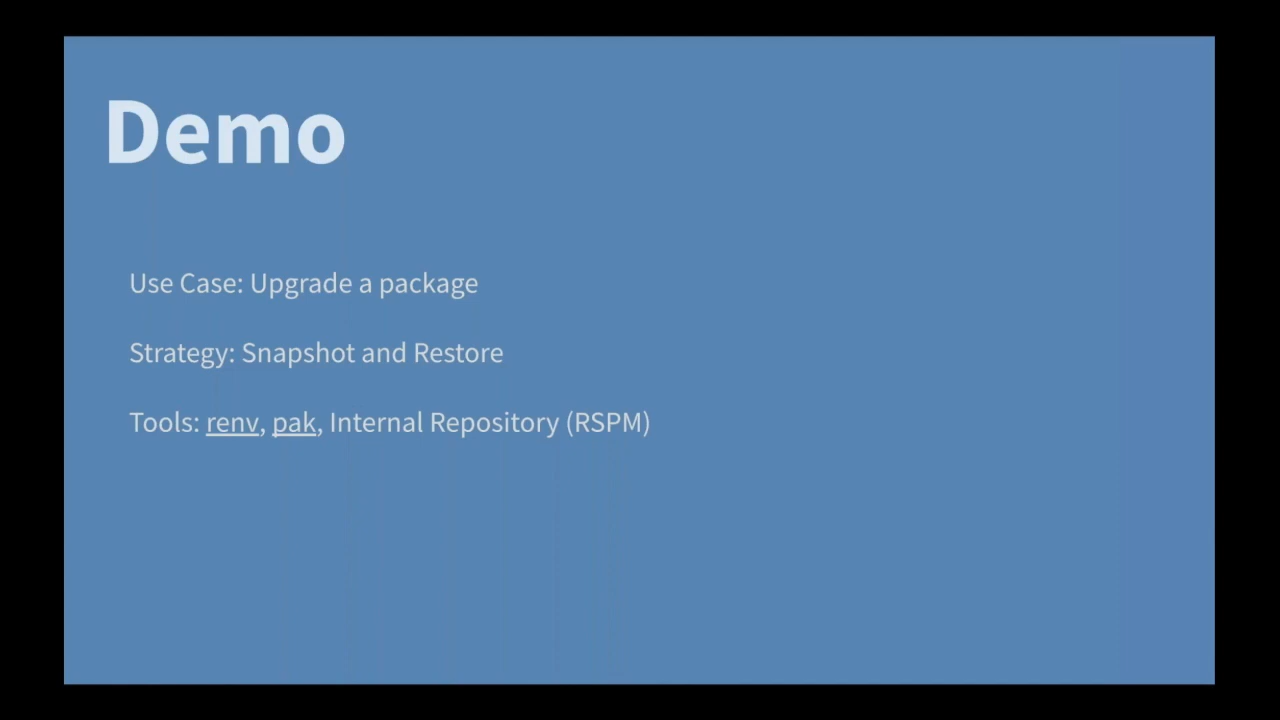 Demo
Use Case: Upgrade a package
Strategy: Snapshot and Restore
Tools: renv, pak, Internal Repository (RSPM)